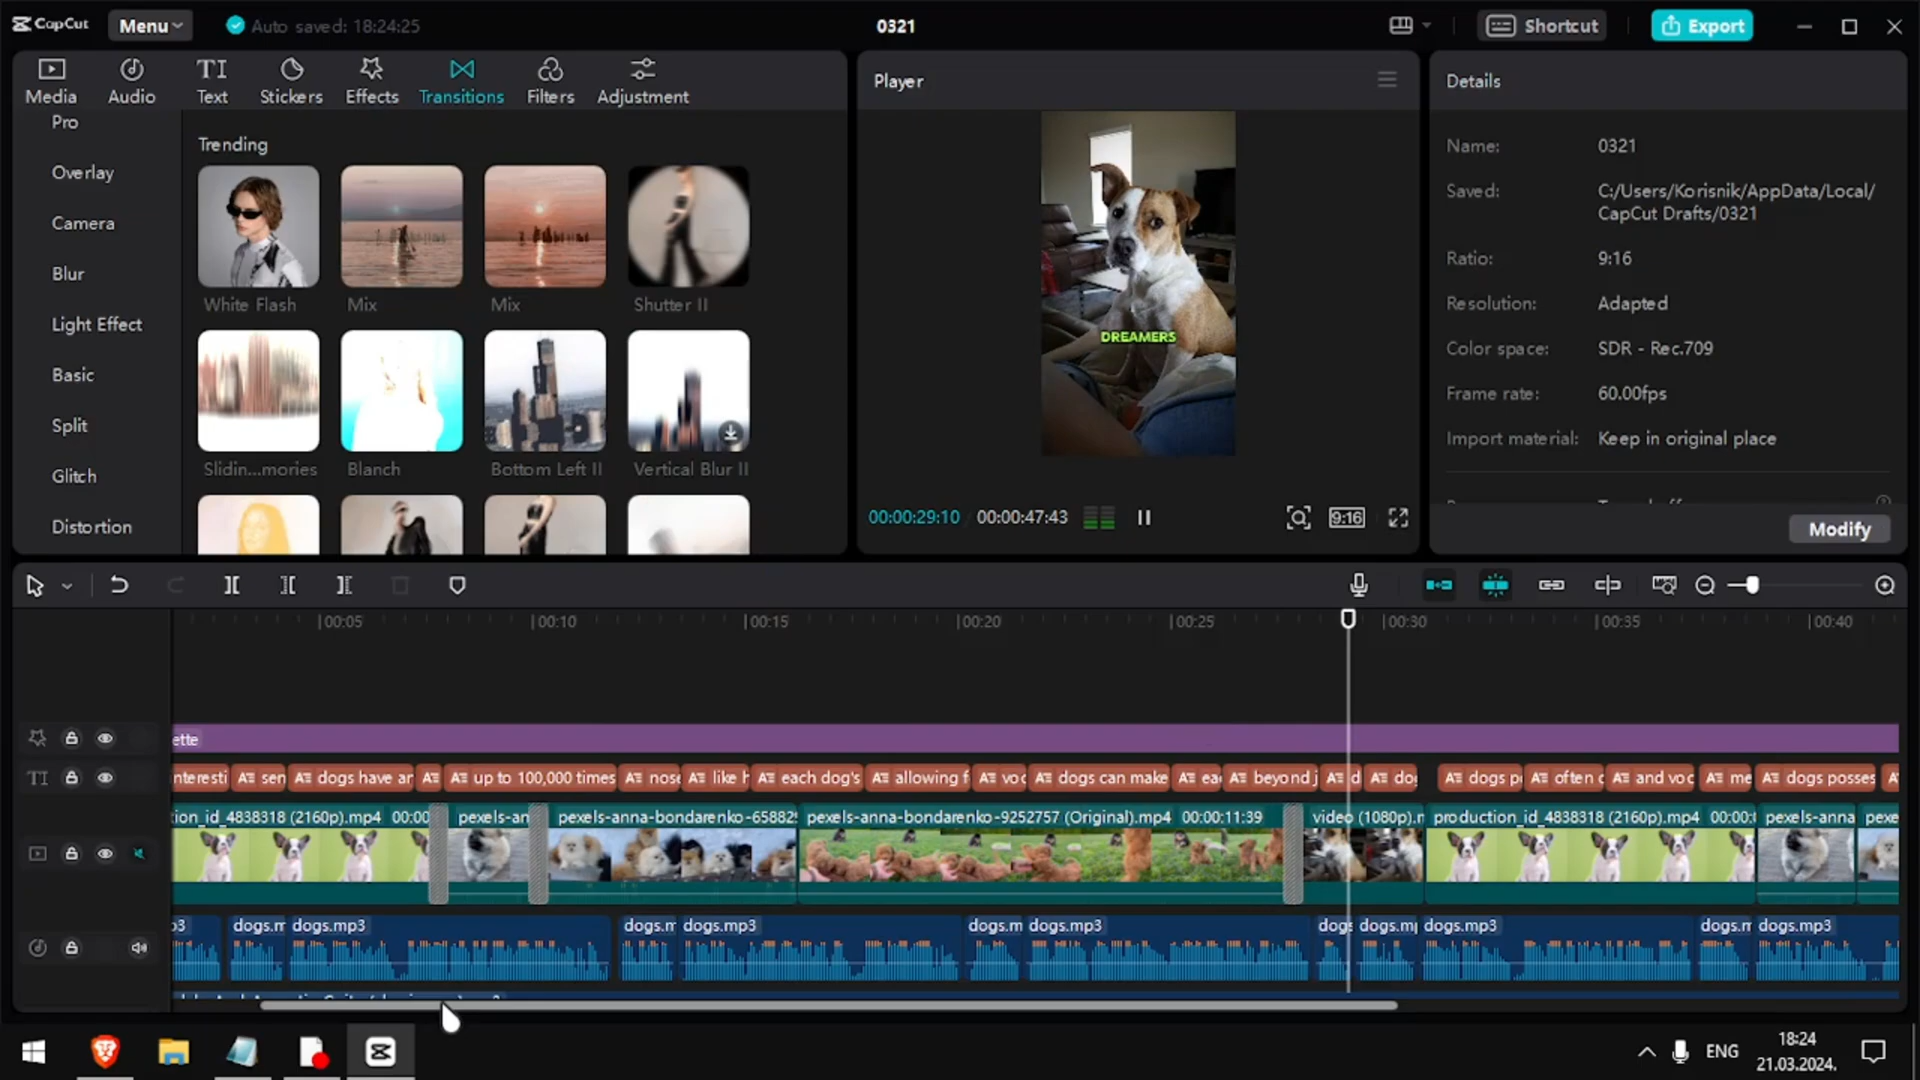 CapCut
Menu
Auto saved: 18:24:25
0321
Shortcut
Export
Media
Audio
TI
Text
Stickers
Effects
Transitions
Filters
Adjustment
Pro
Overlay
Camera
Blur
Light Effect
Basic
Split
Glitch
Distortion
Trending
White Flash
Mix
Mix
Shutter II
Slidin...mories
Blanch
Bottom Left II
Vertical Blur II
Player
DREAMERS
00:00:29:10 / 00:00:47:43
9:16
Details
Name: 0321
Saved: C:/Users/Korisnik/AppData/Local/
CapCut Drafts/0321
Ratio: 9:16
Resolution: Adapted
Color space: SDR - Rec.709
Frame rate: 60.00fps
Import material: Keep in original place
Modify
00:05 00:10 00:15 00:20 00:25 00:30 00:35 00:40
ette
TI nteresti sen dogs have ar up to 100,000 times nose like h each dog's allowing f voc dogs can make ea beyond j d do dogs p often c and voc me dogs posses
ion_id_4838318 (2160p).mp4 00:00 pexels-an pexels-anna-bondarenko-65882 pexels-anna-bondarenko-9252757 (Original).mp4 00:00:11:39 video (1080p).m production_id_4838318 (2160p).mp4 00:00: pexels-anna pexe
p3 dogs.m dogs.mp3 dogs.m dogs.mp3 dogs.m dogs.mp3 dogs dogs.mp dogs.mp3 dogs.m dogs.mp3
ENG
18:24
21.03.2024.